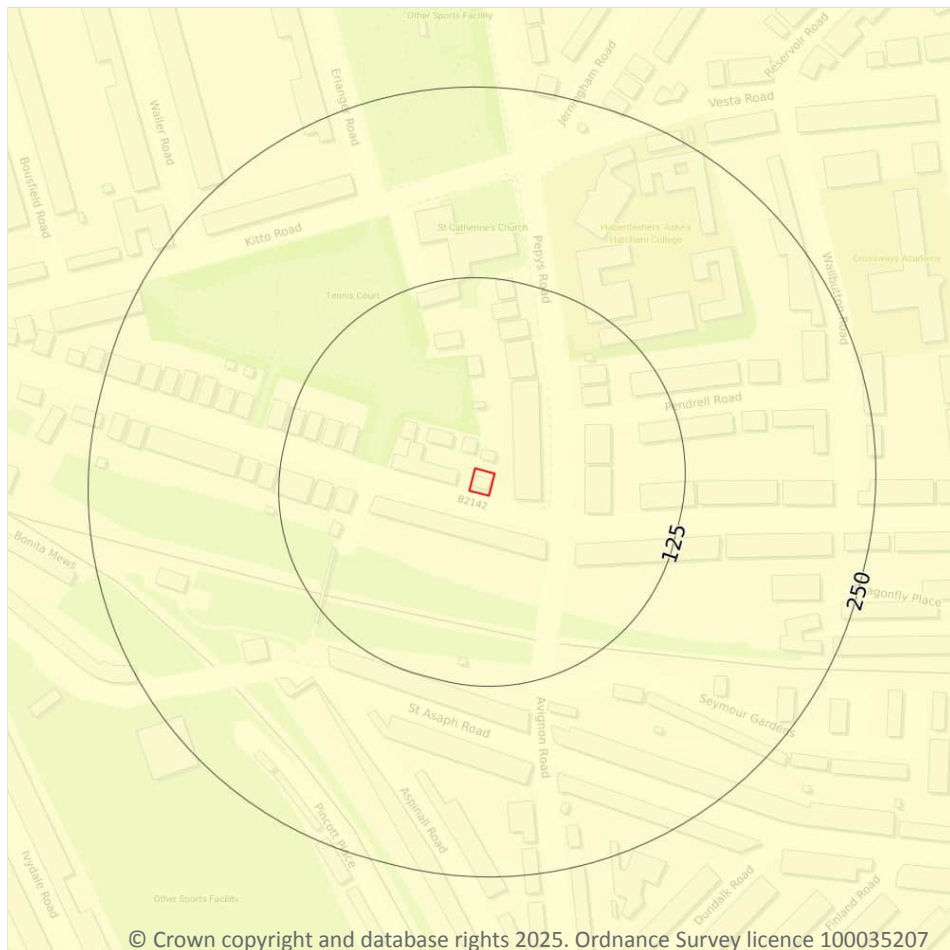 Other Sports Facility
Jerningham Road
Reservoir Road
Vesta Road
Erlanger Road
Waller Road
Bousfield Road
Kitto Road
St Catherine's Church
Haberdashers' Aske's
Hatcham College
Crossways Academy
Pepys Road
Wallbutton Road
Tennis Court
Pendrell Road
B2142
125
250
Bonita Mews
agonfly Place
St Asaph Road
Avignon Road
Seymour Gardens
Aspinall Road
Pincott Place
Ivydale Road
Other Sports Facility
Dundalk Road
Finland Road
© Crown copyright and database rights 2025. Ordnance Survey licence 100035207